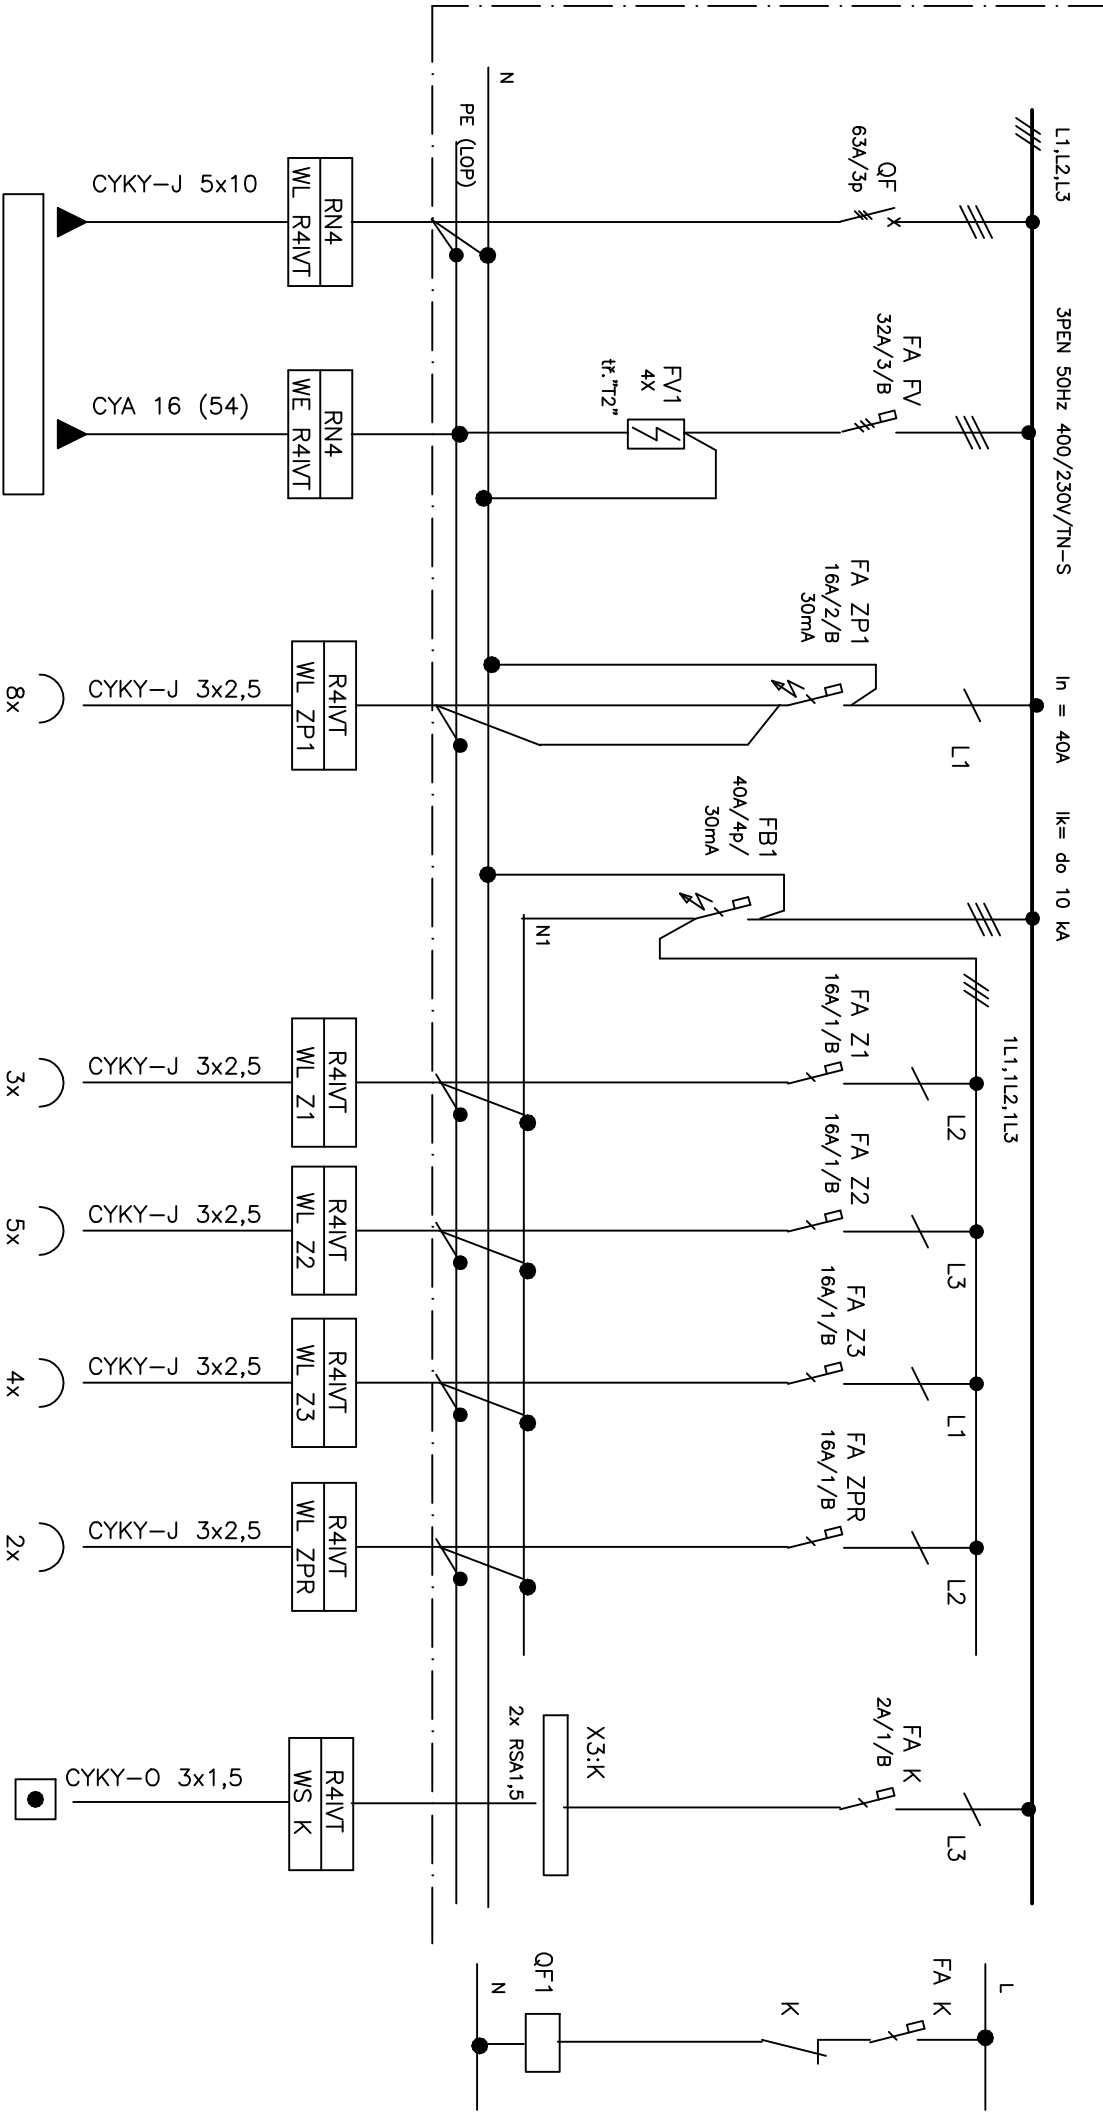 L1,L2,L3
3PEN 50Hz 400/230V/TN-S
In = 40A
Ik= do 10 kA
QF
63A/3p
N
PE (LOP)
RN4
WL R4IVT
CYKY-J 5x10
FA FV
32A/3/B
FV1
4X
tř."T2"
RN4
WE R4IVT
CYA 16 (54)
L1
FA ZP1
16A/2/B
30mA
R4IVT
WL ZP1
CYKY-J 3x2,5
8x
FB1
40A/4p/
30mA
N1
1L1,1L2,1L3
L2
FA Z1
16A/1/B
R4IVT
WL Z1
CYKY-J 3x2,5
3x
L3
FA Z2
16A/1/B
R4IVT
WL Z2
CYKY-J 3x2,5
5x
L1
FA Z3
16A/1/B
R4IVT
WL Z3
CYKY-J 3x2,5
4x
L2
FA ZPR
16A/1/B
R4IVT
WL ZPR
CYKY-J 3x2,5
2x
L3
FA K
2A/1/B
X3:K
2x RSA1,5
R4IVT
WS K
CYKY-O 3x1,5
L
FA K
K
QF1
N